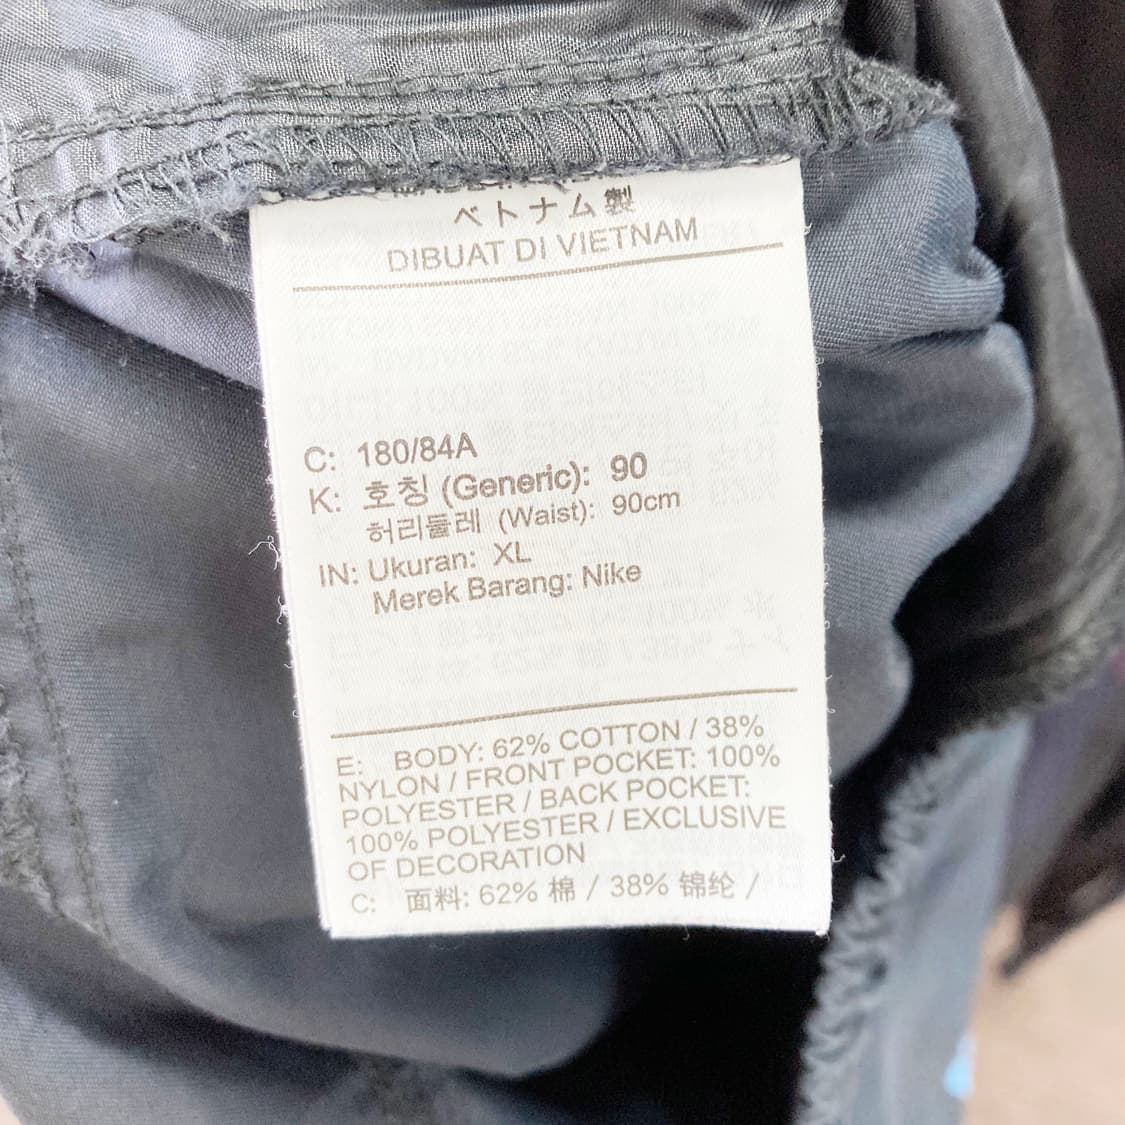 ベトナム製
DIBUAT DI VIETNAM
C: 180/84A
K: 호칭 (Generic): 90
허리둘레 (Waist): 90cm
IN: Ukuran: XL
Merek Barang: Nike
E: BODY: 62% COTTON / 38%
NYLON / FRONT POCKET: 100%
POLYESTER / BACK POCKET:
100% POLYESTER / EXCLUSIVE
OF DECORATION
C: 面料: 62% 棉 / 38% 锦纶 /